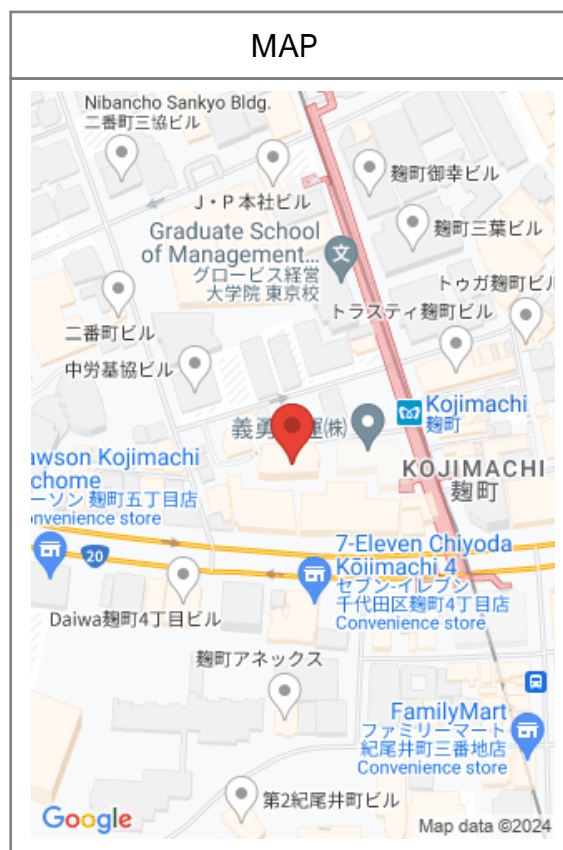 MAP
Nibancho Sankyo Bldg.
二番町三協ビル
J・P本社ビル
麹町御幸ビル
麹町三葉ビル
Graduate School
of Management...
グロービス経営
大学院 東京校
トゥガ麹町ビル
トラスティ麹町ビル
二番町ビル
中労基協ビル
Kojimachi
麹町
義勇
運㈱
KOJIMACHI
麹町
awson Kojimachi
chome
ーソン 麹町五丁目店
onvenience store
20
7-Eleven Chiyoda
Kōjimachi 4
セブン-イレブン
千代田区麹町4丁目店
Convenience store
Daiwa麹町4丁目ビル
麹町アネックス
FamilyMart
ファミリーマート
紀尾井町三番地店
Convenience store
第2紀尾井町ビル
Google
Map data ©2024